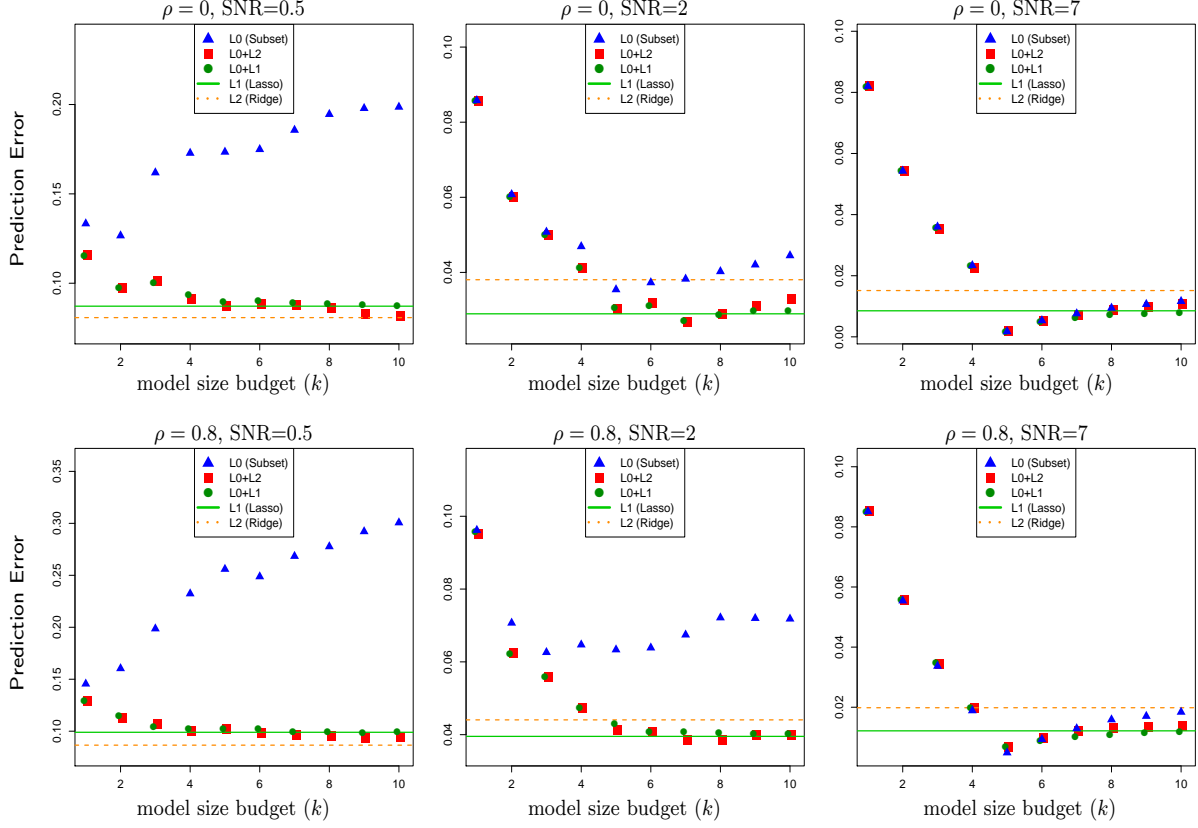 ρ = 0, SNR=0.5
Prediction Error
0.10 0.15 0.20
L0 (Subset)
L0+L2
L0+L1
L1 (Lasso)
L2 (Ridge)
2 4 6 8 10
model size budget (k)
ρ = 0, SNR=2
0.04 0.06 0.08 0.10
L0 (Subset)
L0+L2
L0+L1
L1 (Lasso)
L2 (Ridge)
2 4 6 8 10
model size budget (k)
ρ = 0, SNR=7
0.00 0.02 0.04 0.06 0.08 0.10
L0 (Subset)
L0+L2
L0+L1
L1 (Lasso)
L2 (Ridge)
2 4 6 8 10
model size budget (k)
ρ = 0.8, SNR=0.5
Prediction Error
0.10 0.15 0.20 0.25 0.30 0.35
L0 (Subset)
L0+L2
L0+L1
L1 (Lasso)
L2 (Ridge)
2 4 6 8 10
model size budget (k)
ρ = 0.8, SNR=2
0.04 0.06 0.08 0.10
L0 (Subset)
L0+L2
L0+L1
L1 (Lasso)
L2 (Ridge)
2 4 6 8 10
model size budget (k)
ρ = 0.8, SNR=7
0.00 0.02 0.04 0.06 0.08 0.10
L0 (Subset)
L0+L2
L0+L1
L1 (Lasso)
L2 (Ridge)
2 4 6 8 10
model size budget (k)